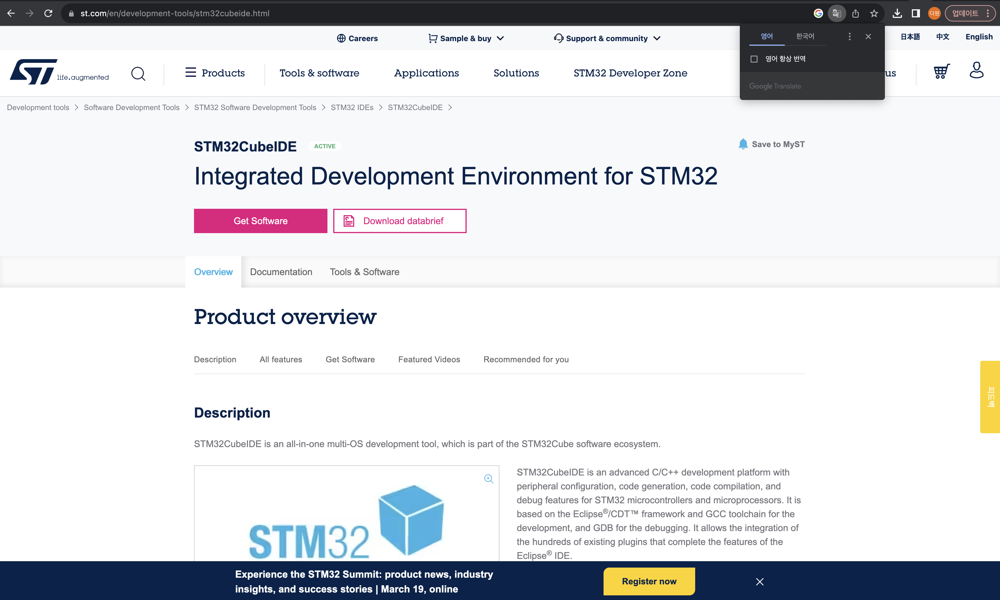 st.com/en/development-tools/stm32cubeide.html
다원
업데이트
Careers
Sample & buy
Support & community
日本語
中文
English
영어
한국어
영어 항상 번역
Google Translate
ST life.augmented
Products
Tools & software
Applications
Solutions
STM32 Developer Zone
us
Development tools
Software Development Tools
STM32 Software Development Tools
STM32 IDEs
STM32CubeIDE
STM32CubeIDE
ACTIVE
Save to MyST
Integrated Development Environment for STM32
Get Software
Download databrief
Overview
Documentation
Tools & Software
Product overview
Description
All features
Get Software
Featured Videos
Recommended for you
피드백
Description
STM32CubeIDE is an all-in-one multi-OS development tool, which is part of the STM32Cube software ecosystem.
STM32
STM32CubeIDE is an advanced C/C++ development platform with
peripheral configuration, code generation, code compilation, and
debug features for STM32 microcontrollers and microprocessors. It is
based on the Eclipse®/CDT™ framework and GCC toolchain for the
development, and GDB for the debugging. It allows the integration of
the hundreds of existing plugins that complete the features of the
Eclipse® IDE.
Experience the STM32 Summit: product news, industry
insights, and success stories | March 19, online
Register now